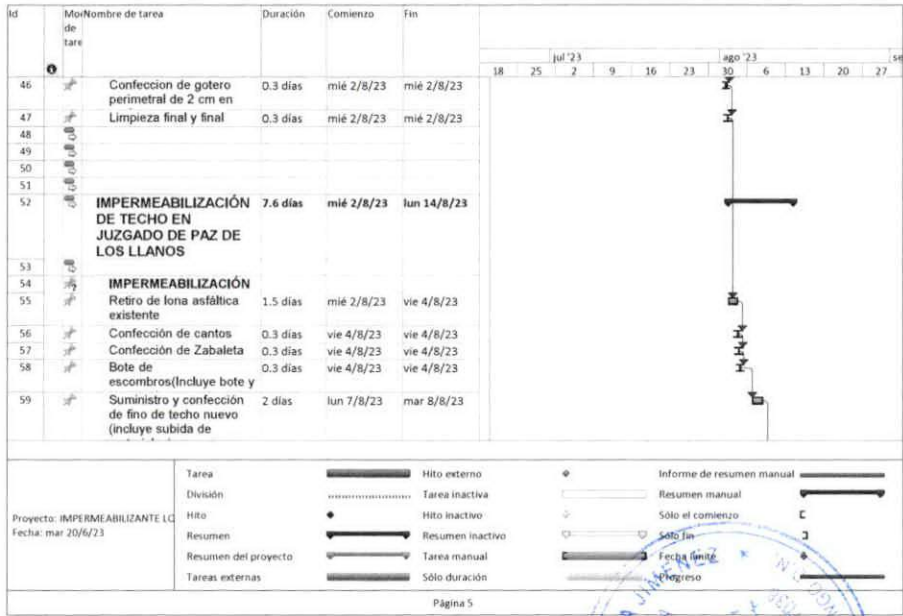 Id Mo Nombre de tarea Duración Comienzo Fin
de
tare
jul '23 ago '23 se
18 25 2 9 16 23 30 6 13 20 27
46 Confeccion de gotero 0.3 días mié 2/8/23 mié 2/8/23
perimetral de 2 cm en
47 Limpieza final y final 0.3 días mié 2/8/23 mié 2/8/23
48
49
50
51
52 IMPERMEABILIZACIÓN 7.6 días mié 2/8/23 lun 14/8/23
DE TECHO EN
JUZGADO DE PAZ DE
LOS LLANOS
53
54 IMPERMEABILIZACIÓN
55 Retiro de lona asfáltica 1.5 días mié 2/8/23 vie 4/8/23
existente
56 Confección de cantos 0.3 días vie 4/8/23 vie 4/8/23
57 Confección de Zabaleta 0.3 días vie 4/8/23 vie 4/8/23
58 Bote de 0.3 días vie 4/8/23 vie 4/8/23
escombros(Incluye bote y
59 Suministro y confección 2 días lun 7/8/23 mar 8/8/23
de fino de techo nuevo
(incluye subida de
Proyecto: IMPERMEABILIZANTE LO
Fecha: mar 20/6/23
Tarea Hito externo Informe de resumen manual
División Tarea inactiva Resumen manual
Hito Hito inactivo Sólo el comienzo
Resumen Resumen inactivo Sólo fin
Resumen del proyecto Tarea manual Fecha límite
Tareas externas Sólo duración Progreso
Página 5
JIMÉNEZ